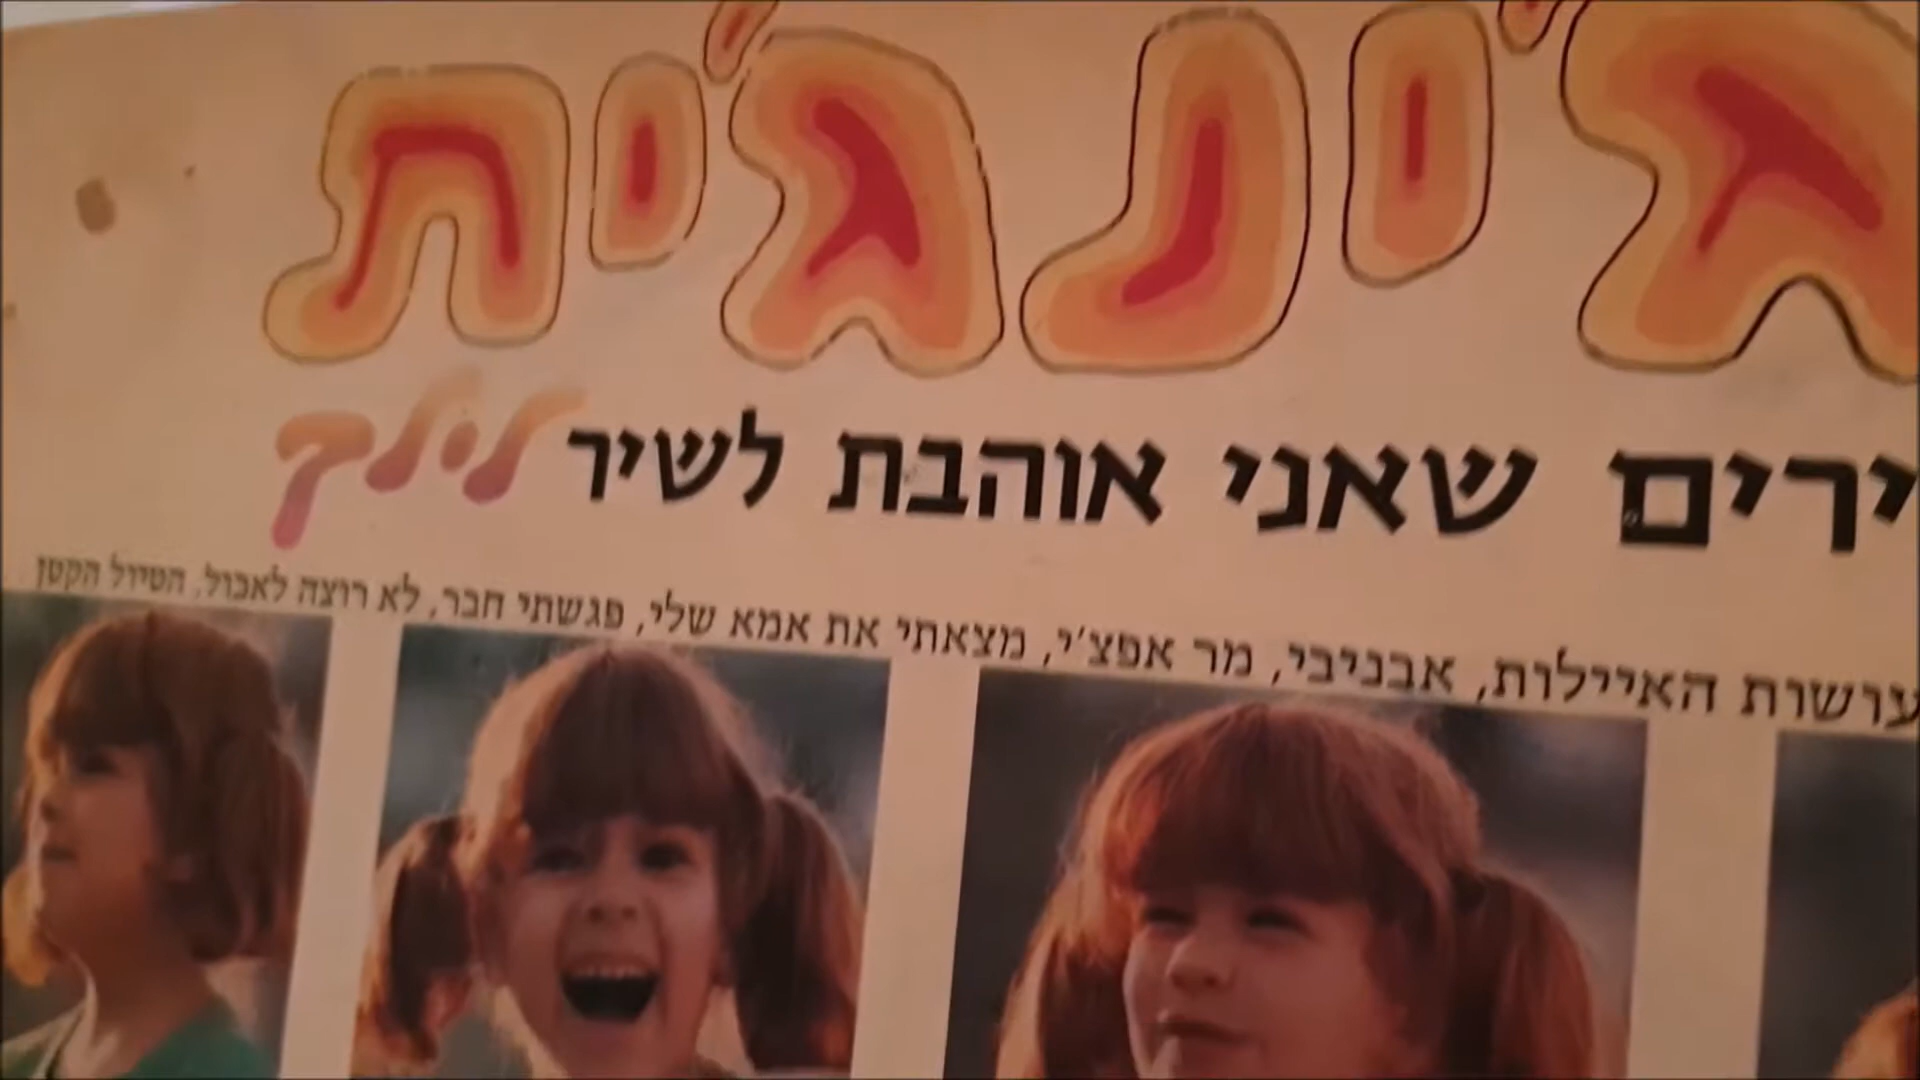 ג'ינג'ית
ירים שאני אוהבת לשיר לילך
עושות האיילות, אבניבי, מר אפצ'י, מצאתי את אמא שלי, פגשתי חבר, לא רוצה לאכול, הטיול הקטן